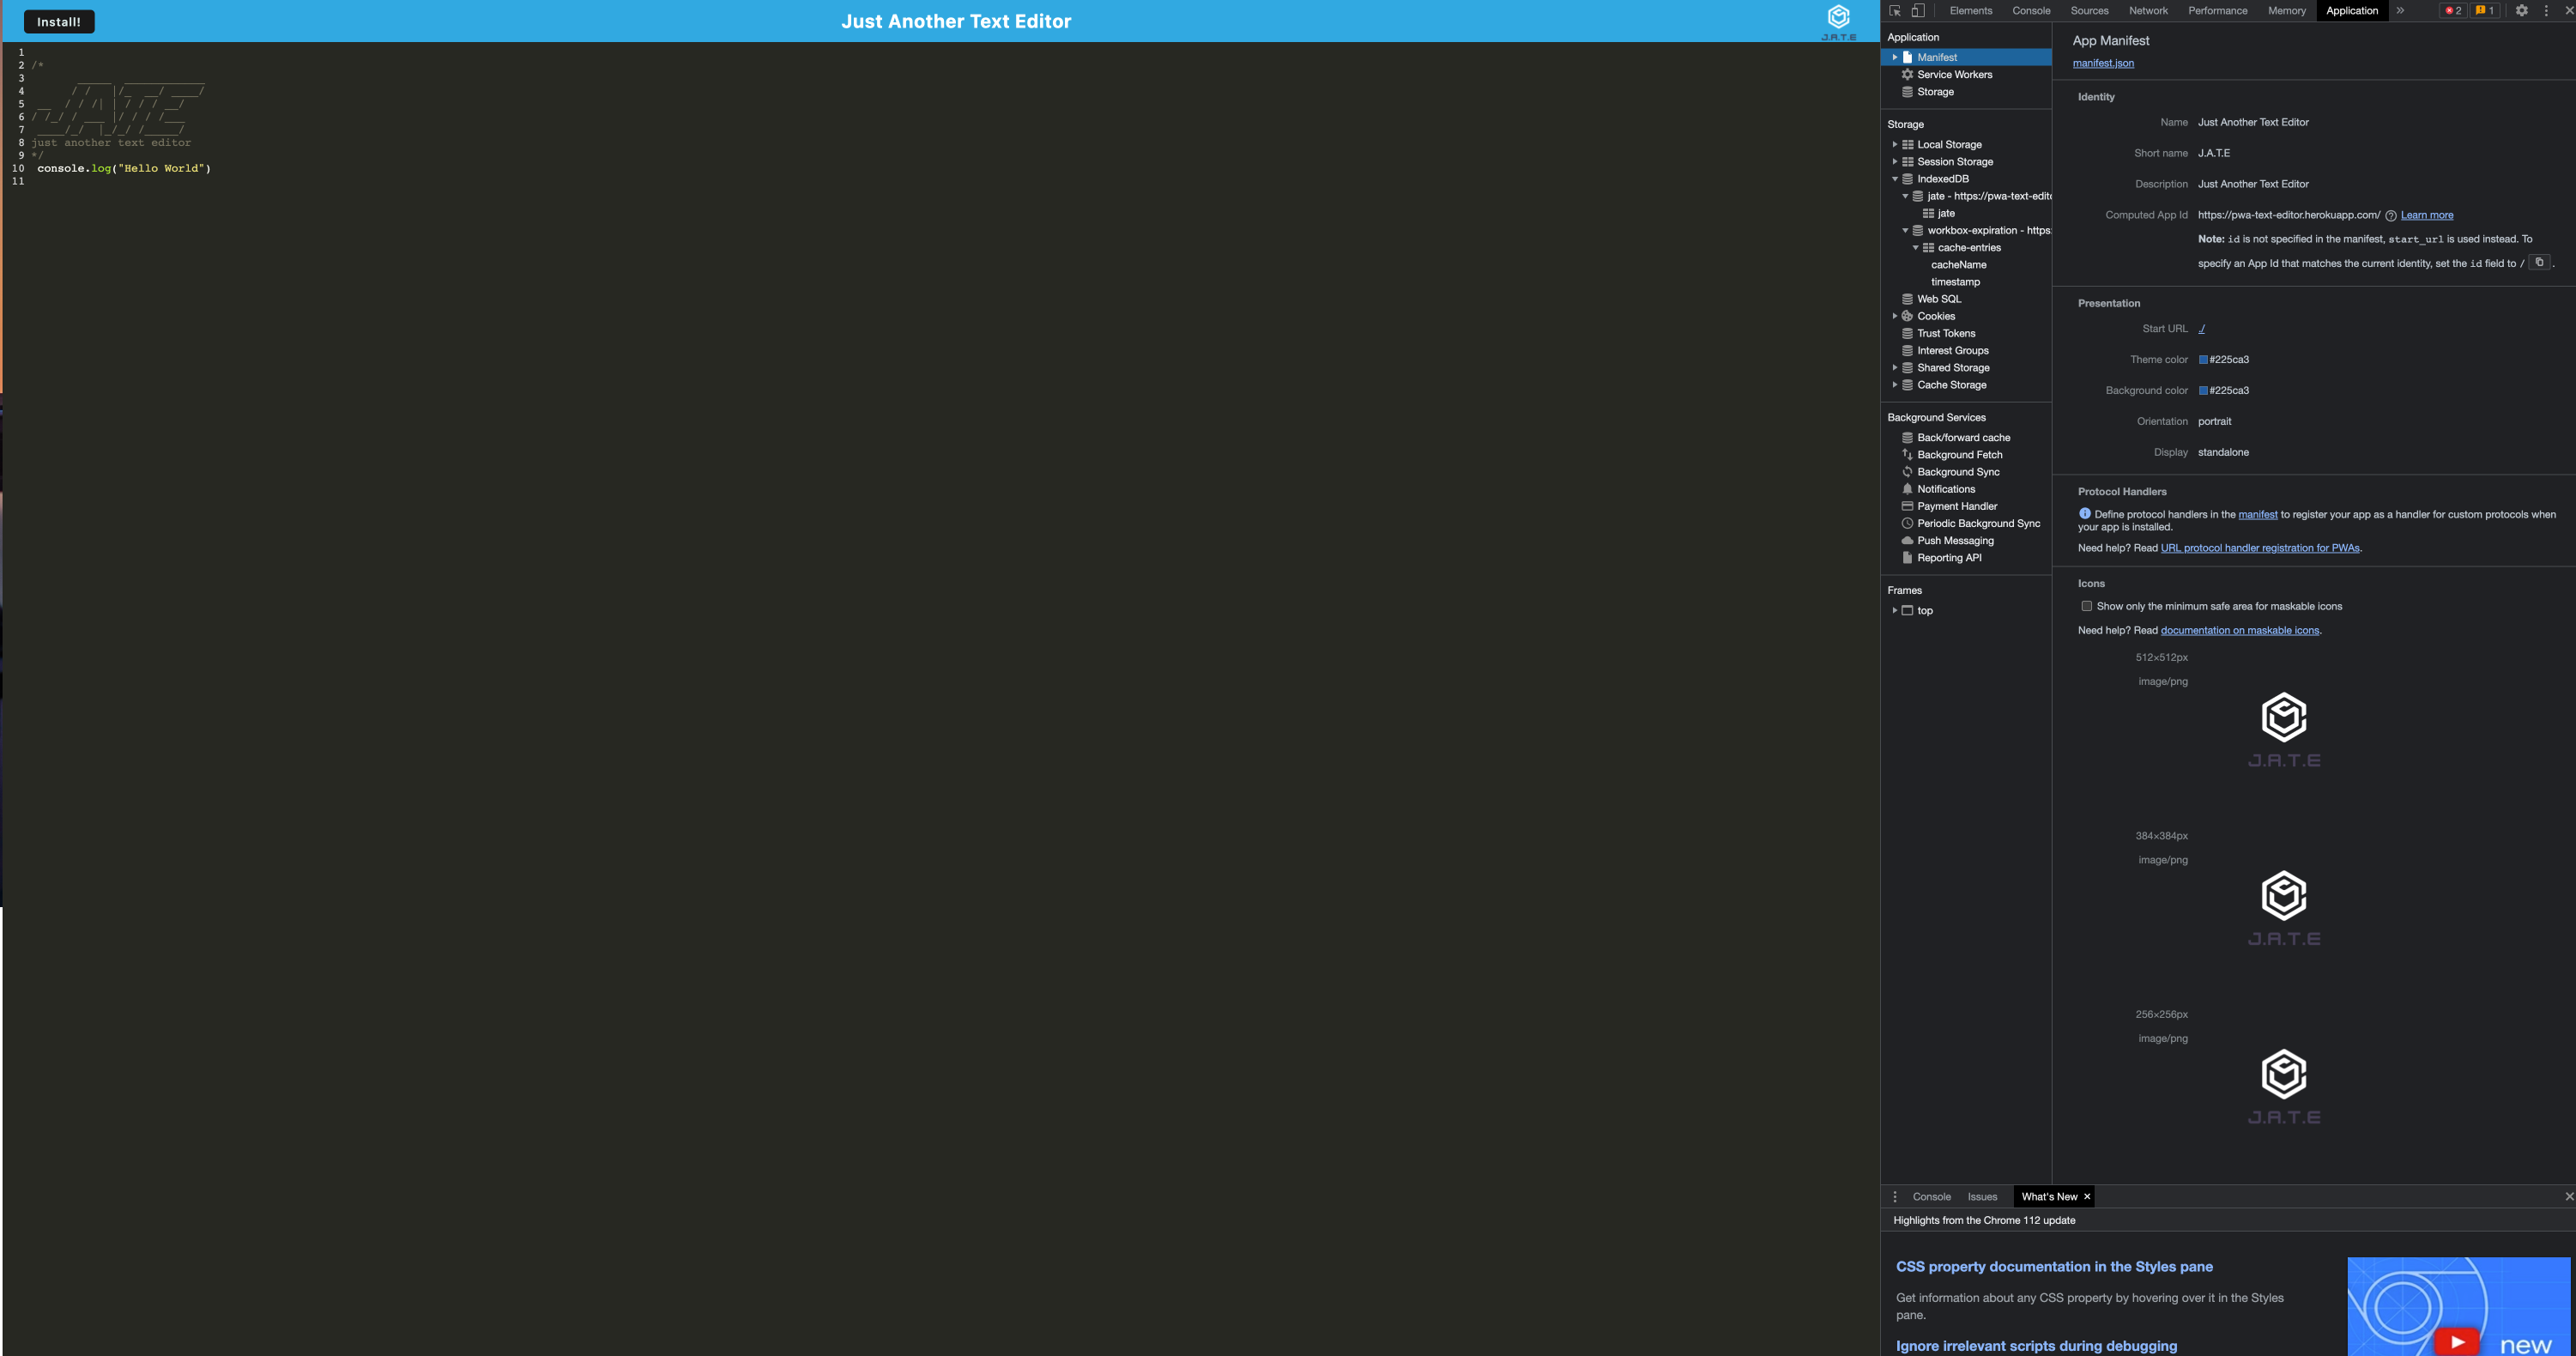 Install!
Just Another Text Editor
J.A.T.E
1
2 /*
3
4
5
6
7
8 just another text editor
9 */
10 console.log("Hello World")
11
Elements Console Sources Network Performance Memory Application » 2 1
Application
Manifest
Service Workers
Storage
Storage
Local Storage
Session Storage
IndexedDB
jate - https://pwa-text-edito
jate
workbox-expiration - https:
cache-entries
cacheName
timestamp
Web SQL
Cookies
Trust Tokens
Interest Groups
Shared Storage
Cache Storage
Background Services
Back/forward cache
Background Fetch
Background Sync
Notifications
Payment Handler
Periodic Background Sync
Push Messaging
Reporting API
Frames
top
App Manifest
manifest.json
Identity
Name Just Another Text Editor
Short name J.A.T.E
Description Just Another Text Editor
Computed App Id https://pwa-text-editor.herokuapp.com/ Learn more
Note: id is not specified in the manifest, start_url is used instead. To
specify an App Id that matches the current identity, set the id field to / .
Presentation
Start URL ./
Theme color #225ca3
Background color #225ca3
Orientation portrait
Display standalone
Protocol Handlers
Define protocol handlers in the manifest to register your app as a handler for custom protocols when
your app is installed.
Need help? Read URL protocol handler registration for PWAs.
Icons
Show only the minimum safe area for maskable icons
Need help? Read documentation on maskable icons.
512×512px
image/png
J.A.T.E
384×384px
image/png
J.A.T.E
256×256px
image/png
J.A.T.E
Console Issues What's New ×
Highlights from the Chrome 112 update
CSS property documentation in the Styles pane
Get information about any CSS property by hovering over it in the Styles
pane.
Ignore irrelevant scripts during debugging
new